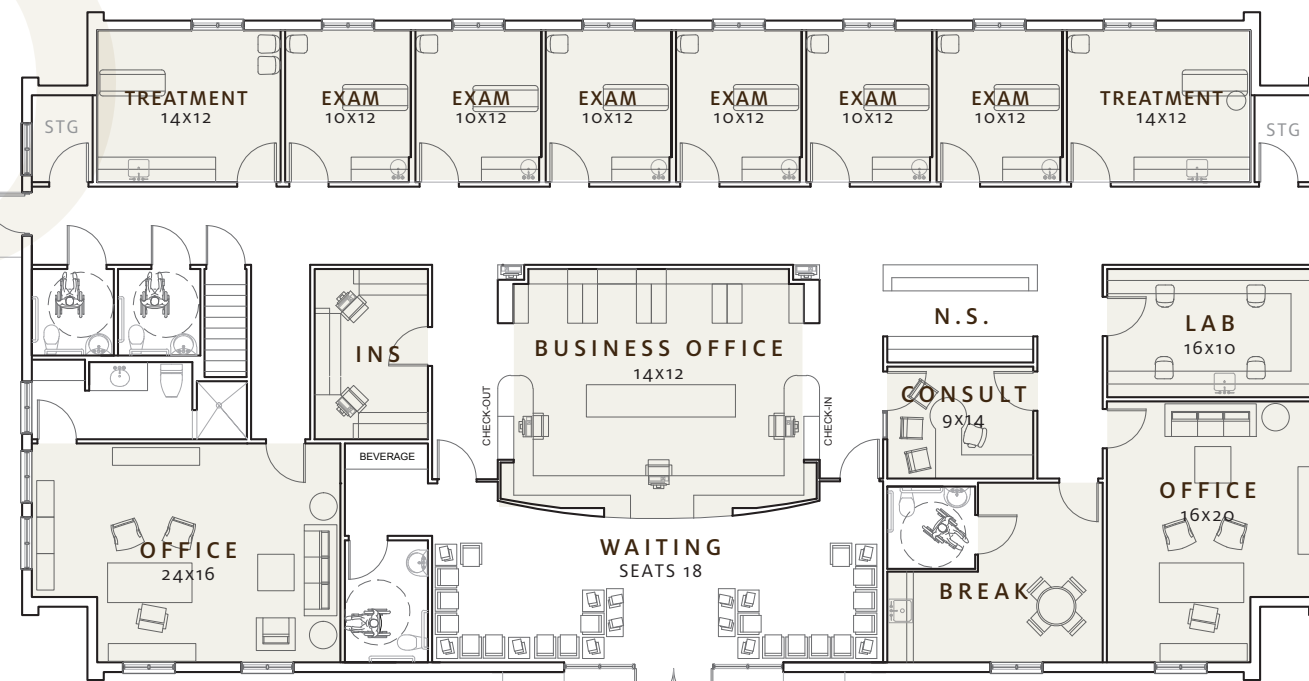 TREATMENT
14X12
EXAM
10X12
EXAM
10X12
EXAM
10X12
EXAM
10X12
EXAM
10X12
EXAM
10X12
TREATMENT
14X12
STG
STG
INS
BUSINESS OFFICE
14X12
N.S.
LAB
16X10
CHECK-OUT
CHECK-IN
CONSULT
9X14
BEVERAGE
OFFICE
24X16
WAITING
SEATS 18
BREAK
OFFICE
16X20